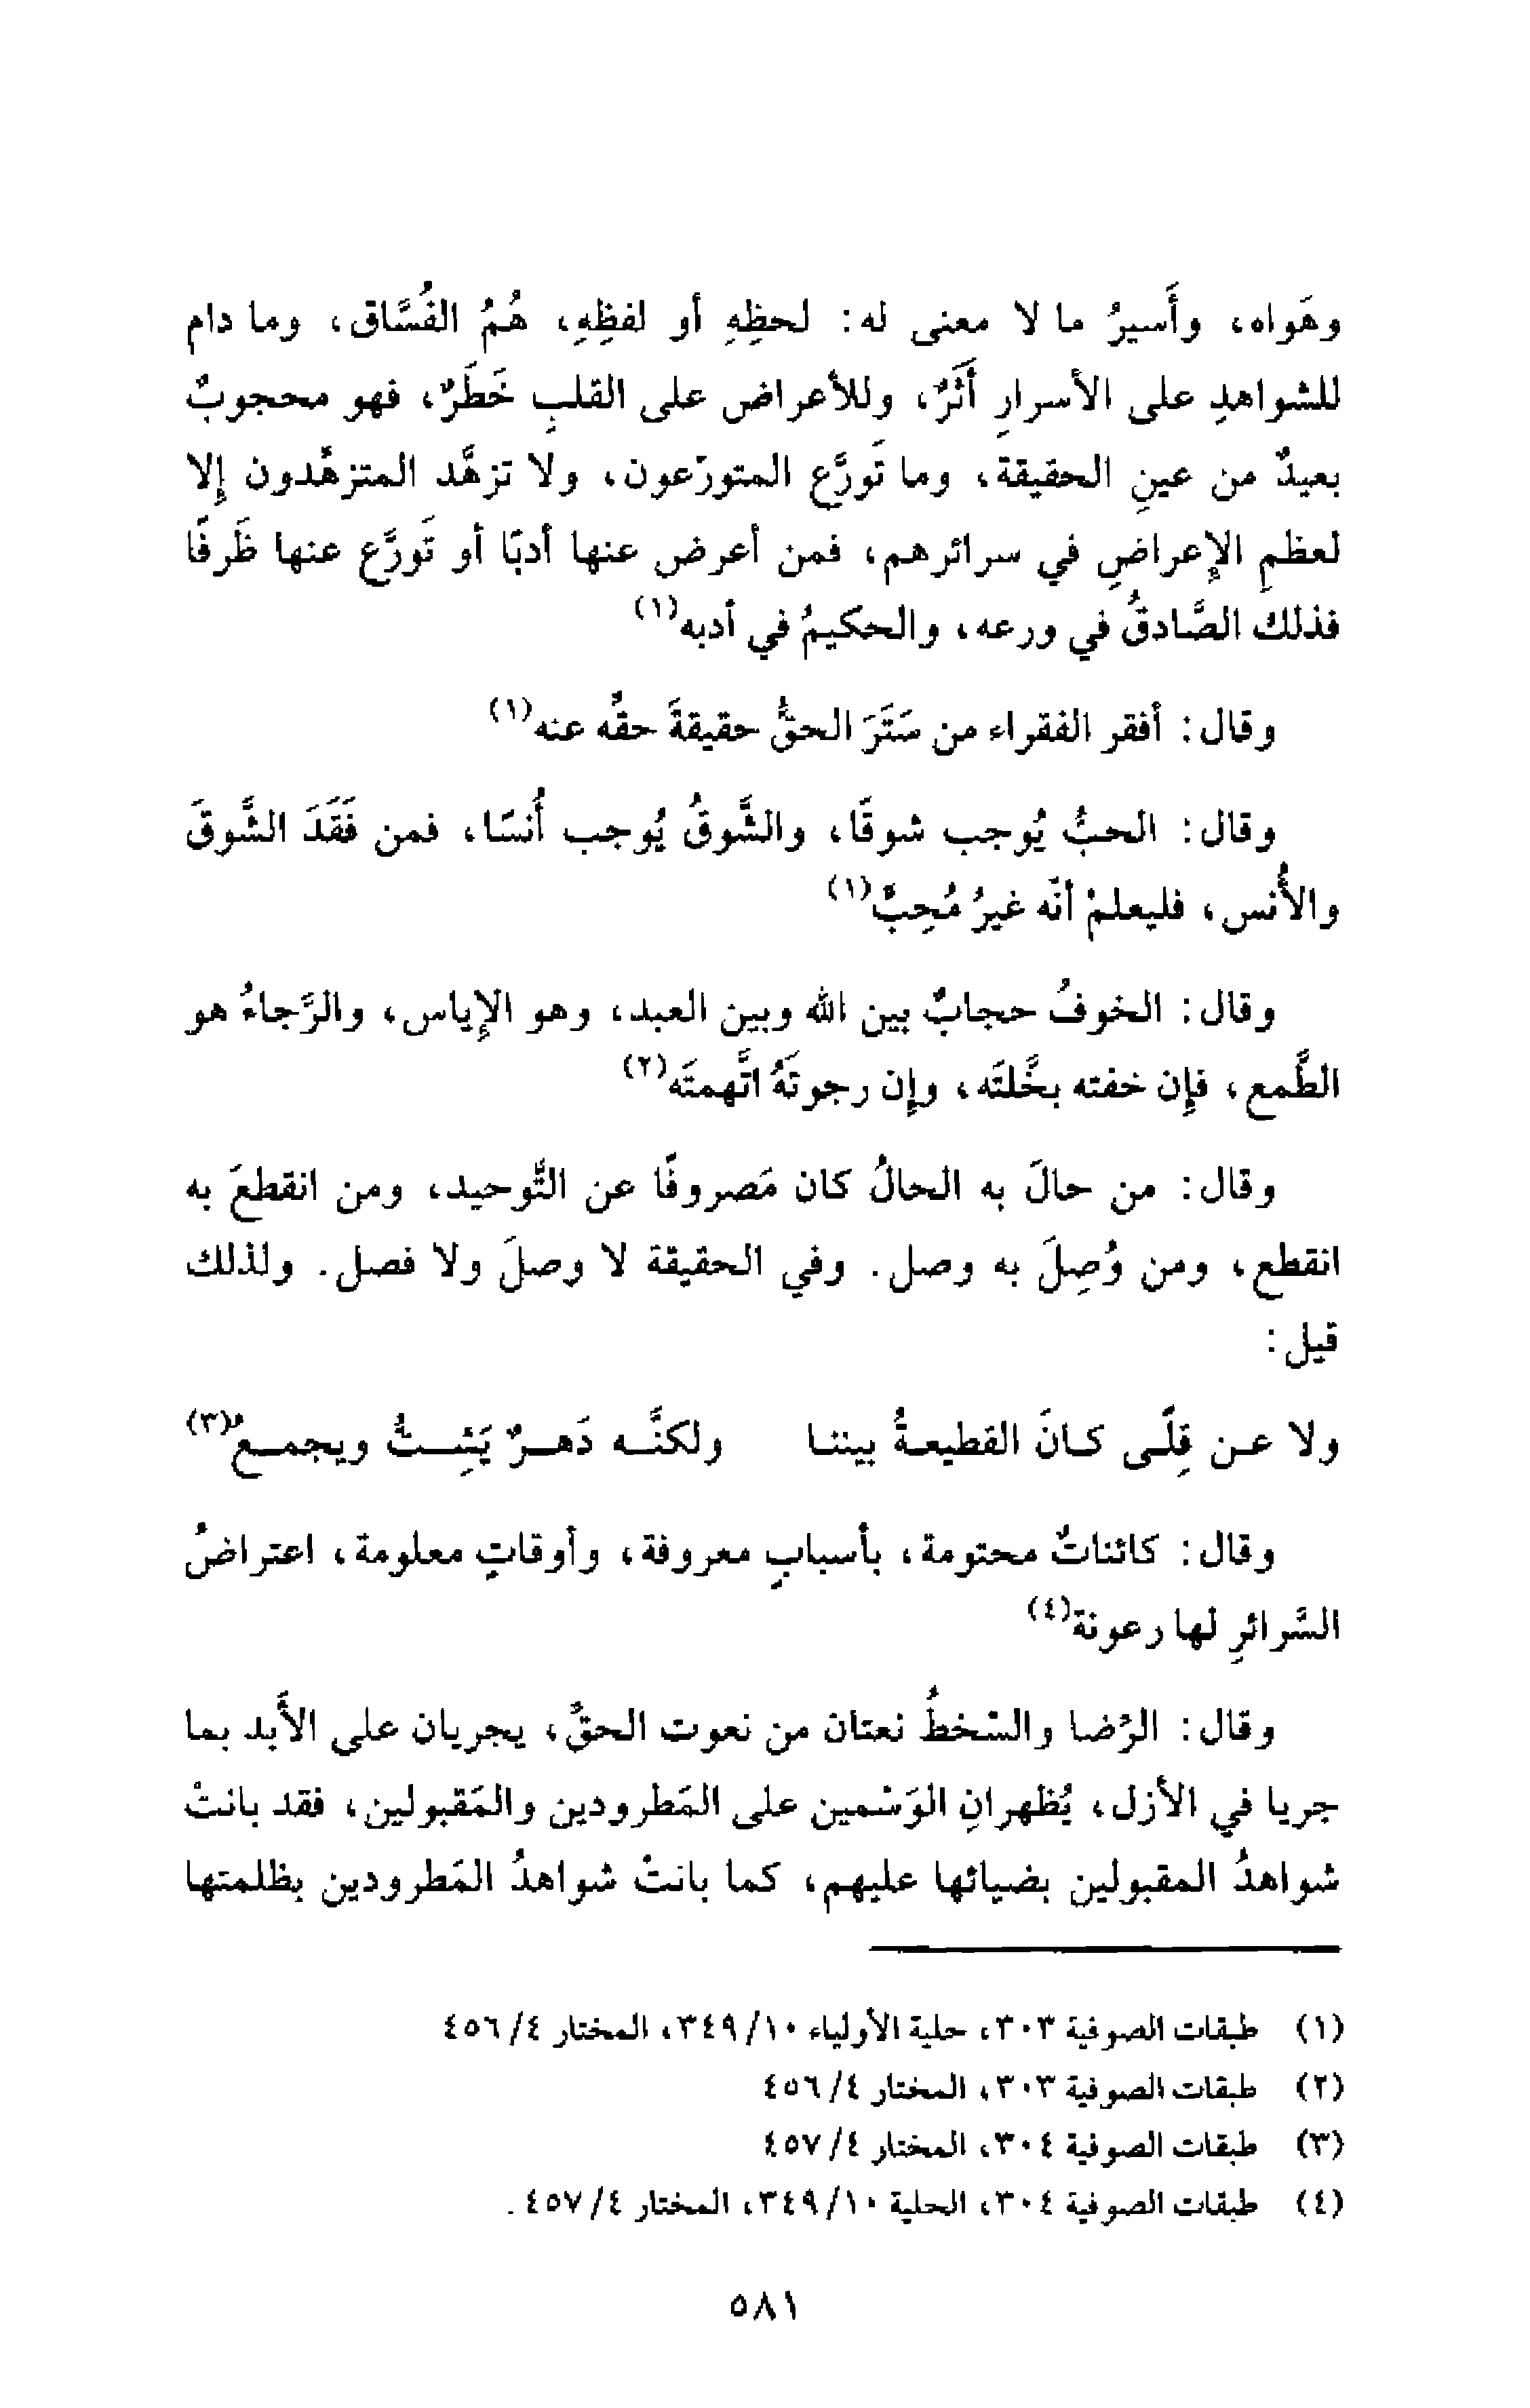 وهَواه، وأَسيرُ ما لا معنى له: لحظِهِ أو لفظِهِ، هُمُ الفُسَّاق، وما دام
للشواهدِ على الأسرارِ أَثَرٌ، وللأعراض على القلبِ خَطَرٌ، فهو محجوبٌ
بعيدٌ من عينِ الحقيقة، وما تَورَّع المتورّعون، ولا تزهَّد المتزهِّدون إلا
لعظمِ الإعراضِ في سرائرهم، فمن أعرض عنها أدبًا أو تَورَّع عنها ظَرفًا
فذلك الصَّادقُ في ورعه، والحكيمُ في أدبه(١)
وقال: أفقر الفقراء من سَتَرَ الحقُّ حقيقةَ حقِّه عنه(١)
وقال: الحبُّ يُوجب شوقًا، والشَّوقُ يُوجب أُنسًا، فمن فَقَدَ الشَّوقَ
والأُنس، فليعلمْ أنّه غيرُ مُحِبٍّ(١)
وقال: الخوفُ حجابٌ بين الله وبين العبد، وهو الإياس، والرَّجاءُ هو
الطَّمع، فإن خفته بخَّلتَه، وإن رجوتَهُ اتَّهمتَه(٢)
وقال: من حالَ به الحالُ كان مَصروفًا عن التَّوحيد، ومن انقطعَ به
انقطع، ومن وُصِلَ به وصل. وفي الحقيقة لا وصلَ ولا فصل. ولذلك
قيل:
ولا عـن قِلًـى كـانَ القطيعـةُ بيننـا ولكنَّـه دَهـرٌ يَشِـتُّ ويجمـعُ(٣)
وقال: كائناتٌ محتومة، بأسبابٍ معروفة، وأوقاتٍ معلومة، اعتراضُ
السَّرائرِ لها رعونة(٤)
وقال: الرّضا والسّخطُ نعتان من نعوت الحقِّ، يجريان على الأَبد بما
جريا في الأزل، يُظهرانِ الوَسْمين على المَطرودين والمَقبولين، فقد بانتْ
شواهدُ المقبولين بضيائها عليهم، كما بانتْ شواهدُ المَطرودين بظلمتها
(١) طبقات الصوفية ٣٠٣، حلية الأولياء ١٠/٣٤٩، المختار ٤/٤٥٦
(٢) طبقات الصوفية ٣٠٣، المختار ٤/٤٥٦
(٣) طبقات الصوفية ٣٠٤، المختار ٤/٤٥٧
(٤) طبقات الصوفية ٣٠٤، الحلية ١٠/٣٤٩، المختار ٤/٤٥٧.
٥٨١